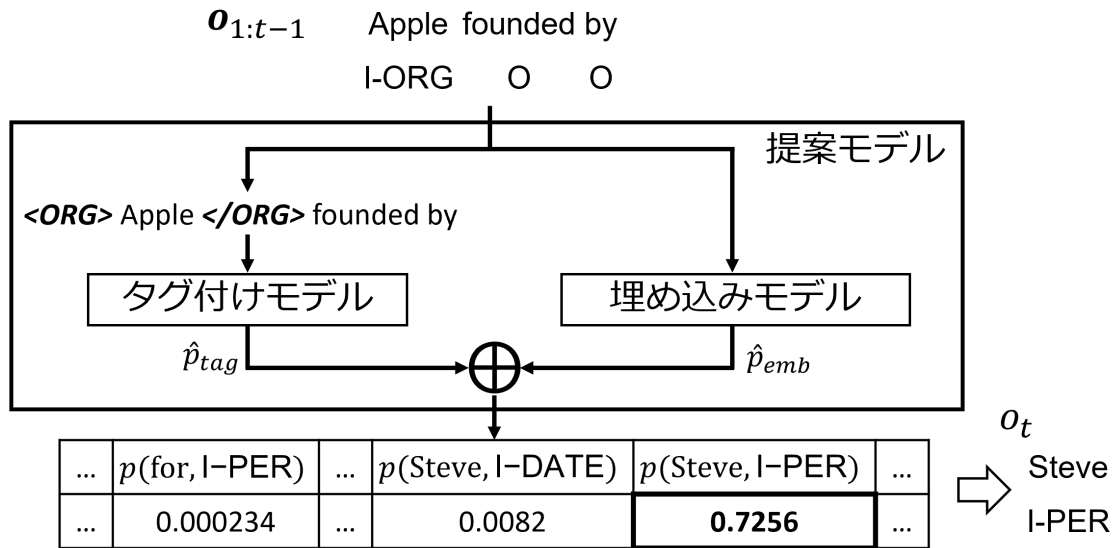 𝒐₁:ₜ₋₁ Apple founded by
I-ORG O O
提案モデル
<ORG> Apple </ORG> founded by
タグ付けモデル 埋め込みモデル
p̂_tag p̂_emb
oₜ
... p(for, I−PER) ... p(Steve, I−DATE) p(Steve, I−PER) ... Steve
... 0.000234 ... 0.0082 0.7256 ... I-PER